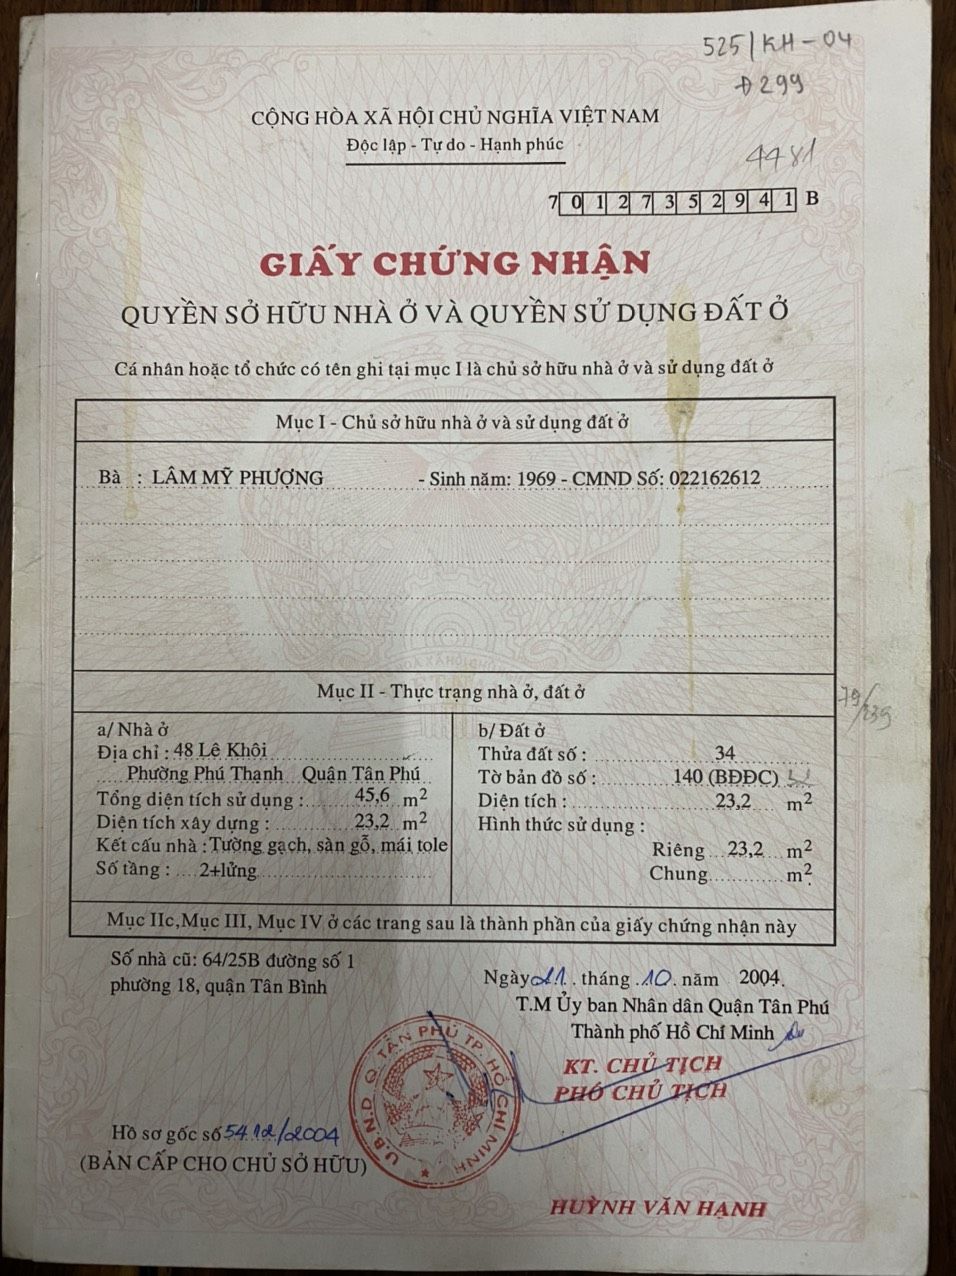 525/KH-04
Đ299
CỘNG HÒA XÃ HỘI CHỦ NGHĨA VIỆT NAM
Độc lập - Tự do - Hạnh phúc
4481
7 0 1 2 7 3 5 2 9 4 1 B
GIẤY CHỨNG NHẬN
QUYỀN SỞ HỮU NHÀ Ở VÀ QUYỀN SỬ DỤNG ĐẤT Ở
Cá nhân hoặc tổ chức có tên ghi tại mục I là chủ sở hữu nhà ở và sử dụng đất ở
Mục I - Chủ sở hữu nhà ở và sử dụng đất ở
Bà : LÂM MỸ PHƯỢNG - Sinh năm: 1969 - CMND Số: 022162612
Mục II - Thực trạng nhà ở, đất ở
79/239
a/ Nhà ở
Địa chỉ : 48 Lê Khôi
Phường Phú Thạnh Quận Tân Phú
Tổng diện tích sử dụng : 45,6 m2
Diện tích xây dựng : 23,2 m2
Kết cấu nhà : Tường gạch, sàn gỗ, mái tole
Số tầng : 2+lửng
b/ Đất ở
Thửa đất số : 34
Tờ bản đồ số : 140 (BĐĐC)
Diện tích : 23,2 m2
Hình thức sử dụng :
Riêng 23,2 m2
Chung m2
Mục IIc,Mục III, Mục IV ở các trang sau là thành phần của giấy chứng nhận này
Số nhà cũ: 64/25B đường số 1
phường 18, quận Tân Bình
Ngày 21 tháng 10 năm 2004
T.M Ủy ban Nhân dân Quận Tân Phú
Thành phố Hồ Chí Minh
KT. CHỦ TỊCH
PHÓ CHỦ TỊCH
U.B.N.D Q. TÂN PHÚ TP. HỒ CHÍ MINH
Hồ sơ gốc số 5412/2004
(BẢN CẤP CHO CHỦ SỞ HỮU)
HUỲNH VĂN HẠNH